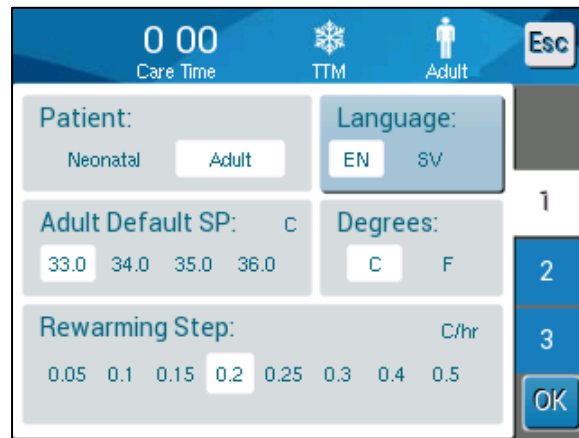 0 00
Care Time
TTM
Adult
Esc
Patient:
Neonatal Adult
Language:
EN SV
Adult Default SP: C
33.0 34.0 35.0 36.0
Degrees:
C F
Rewarming Step: C/hr
0.05 0.1 0.15 0.2 0.25 0.3 0.4 0.5
1
2
3
OK